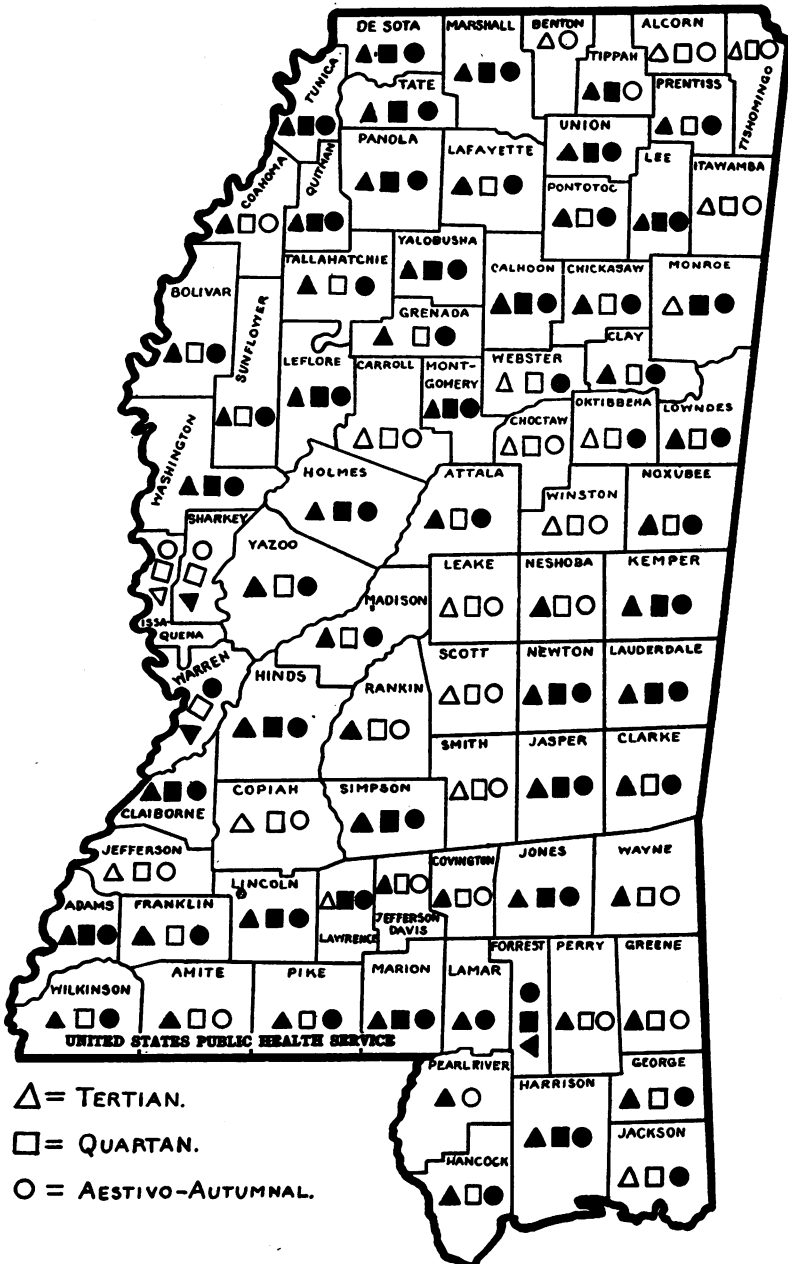 DE SOTA
MARSHALL
BENTON
ALCORN
TIPPAH
TISHOMINGO
TUNICA
TATE
PRENTISS
UNION
PANOLA
LAFAYETTE
LEE
ITAWAMBA
COAHOMA
QUITMAN
PONTOTOC
YALOBUSHA
TALLAHATCHIE
CALHOON
CHICKASAW
MONROE
BOLIVAR
SUNFLOWER
GRENADA
CLAY
LEFLORE
CARROLL
MONT-
GOMERY
WEBSTER
OKTIBBEHA
LOWNDES
CHOCTAW
WASHINGTON
HOLMES
ATTALA
WINSTON
NOXUBEE
SHARKEY
YAZOO
LEAKE
NESHOBA
KEMPER
MADISON
ISSA-
QUENA
WARREN
HINDS
RANKIN
SCOTT
NEWTON
LAUDERDALE
SMITH
JASPER
CLARKE
CLAIBORNE
COPIAH
SIMPSON
JEFFERSON
COVINGTON
JONES
WAYNE
LINCOLN
ADAMS
FRANKLIN
LAWRENCE
JEFFERSON
DAVIS
FORREST
PERRY
GREENE
WILKINSON
AMITE
PIKE
MARION
LAMAR
UNITED STATES PUBLIC HEALTH SERVICE
PEARL RIVER
HARRISON
GEORGE
JACKSON
HANCOCK
△ = TERTIAN.
□ = QUARTAN.
○ = AESTIVO-AUTUMNAL.